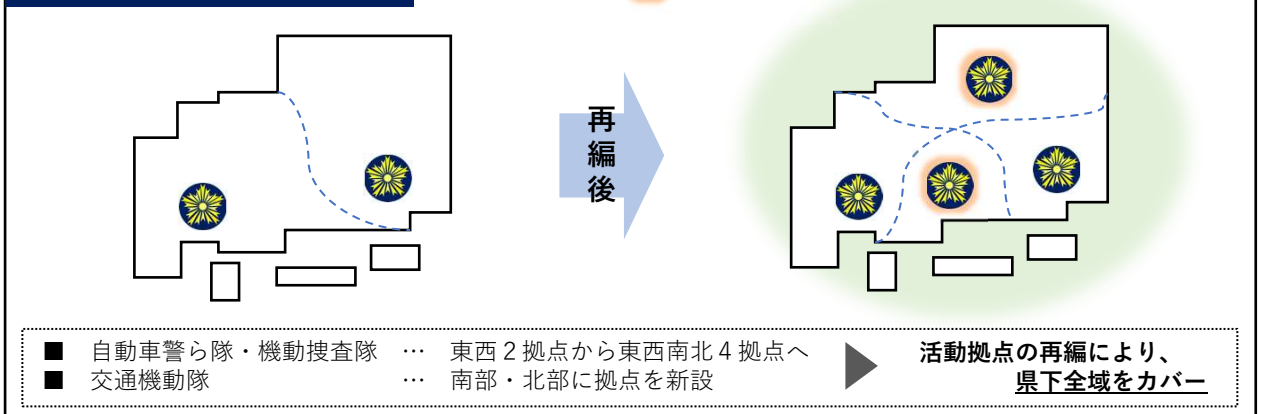 再編後
■ 自動車警ら隊・機動捜査隊 … 東西２拠点から東西南北４拠点へ
■ 交通機動隊 … 南部・北部に拠点を新設
活動拠点の再編により、
県下全域をカバー